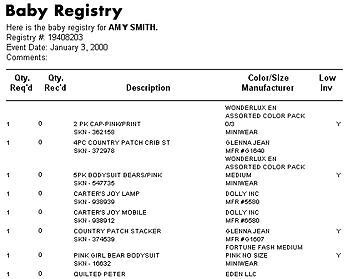 Baby Registry
Here is the baby registry for AMY SMITH.
Registry #: 19408203
Event Date: January 3, 2000
Comments:
Qty. Qty. Color/Size Low
Req'd Rec'd Description Manufacturer Inv
WONDERLUX EN
ASSORTED COLOR PACK
1 0 2 PK CAP-PINK/PRINT 0/3 Y
SKN - 362158 MINIWEAR
1 0 4PC COUNTRY PATCH CRIB ST GLENNA JEAN
SKN - 372978 MFR #G1640
WONDERLUX EN
ASSORTED COLOR PACK
1 0 5PK BODYSUIT BEARS/PINK MEDIUM Y
SKN - 547735 MINIWEAR
1 0 CARTER'S JOY LAMP DOLLY INC
SKN - 938939 MFR #5580
1 0 CARTER'S JOY MOBILE DOLLY INC
SKN - 938912 MFR #5580
1 0 COUNTRY PATCH STACKER GLENNA JEAN Y
SKN - 374539 MFR #G1607
FORTUNE FASH MEDIUM
1 0 PINK GIRL BEAR BODYSUIT PINK NO SIZE Y
SKN - 16632 MINIWEAR
1 0 QUILTED PETER EDEN LLC